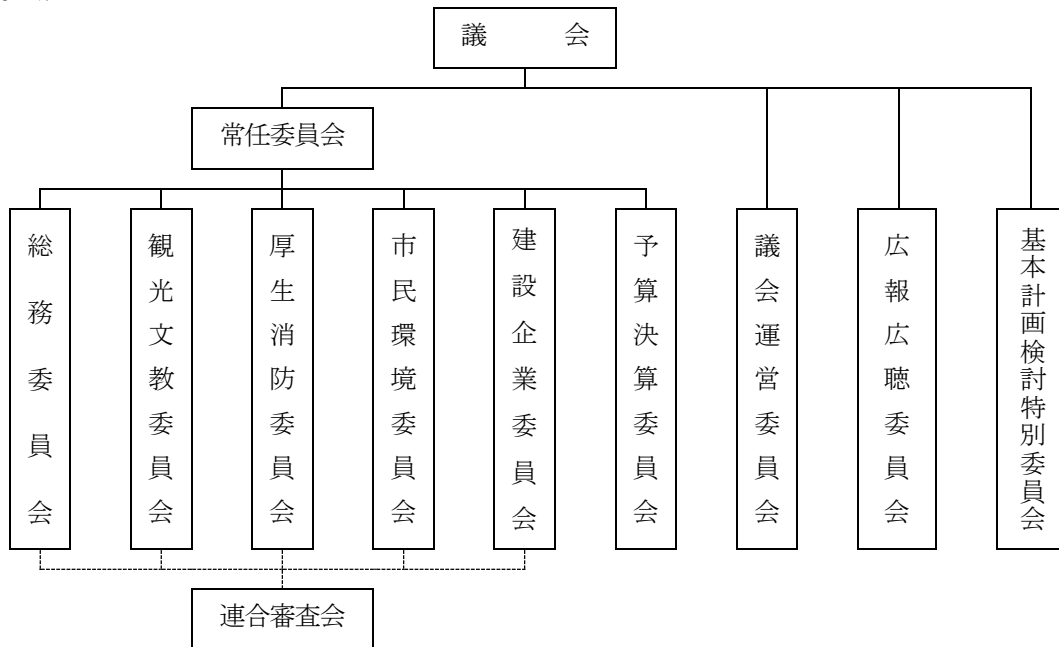 議会
常任委員会
総務委員会
観光文教委員会
厚生消防委員会
市民環境委員会
建設企業委員会
予算決算委員会
議会運営委員会
広報広聴委員会
基本計画検討特別委員会
連合審査会